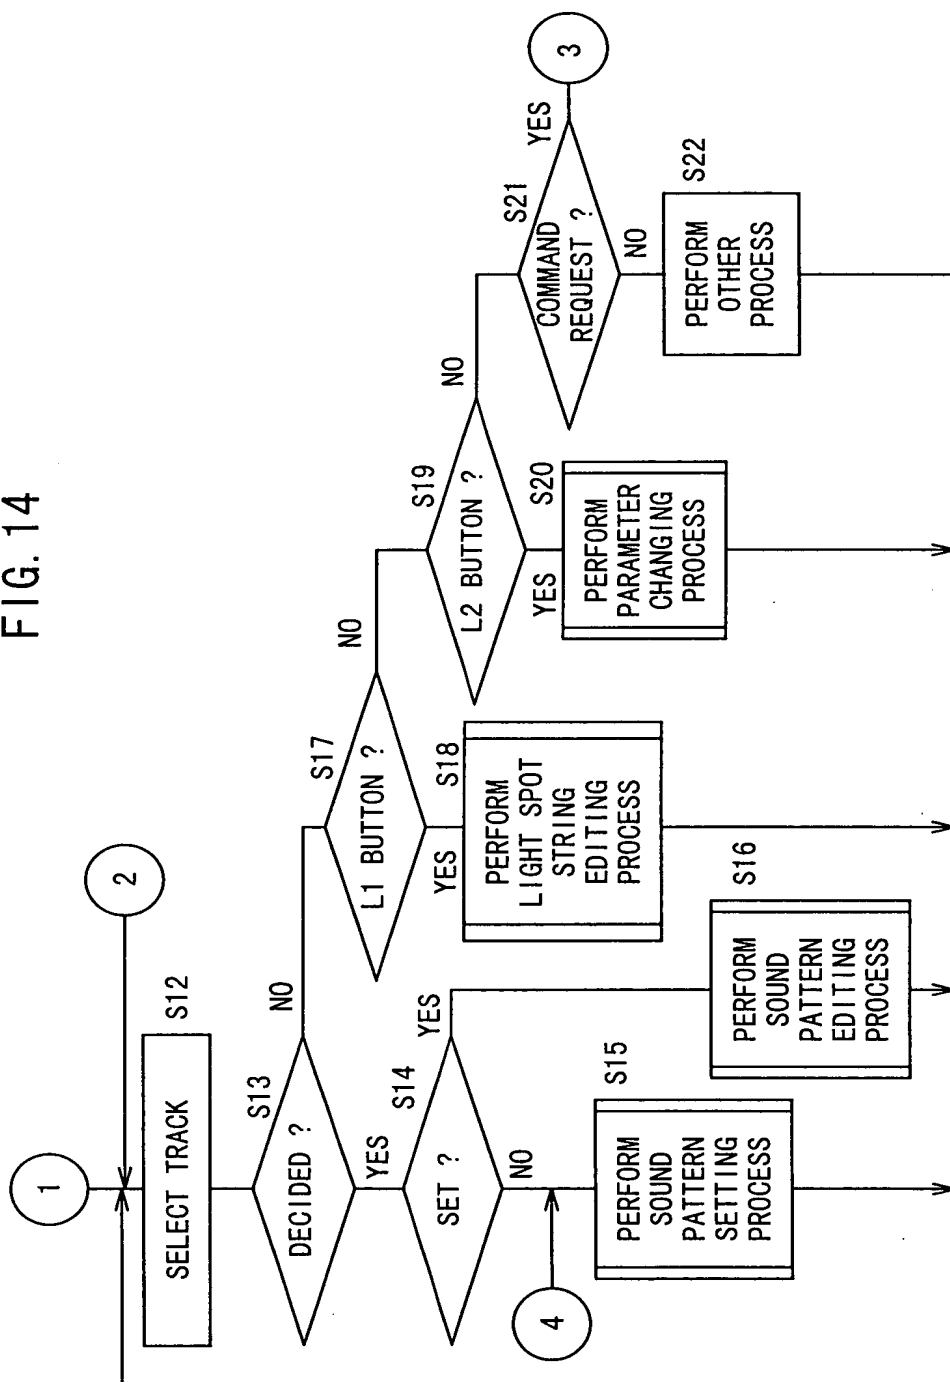 FIG. 14
1
2
SELECT TRACK
S12
DECIDED ?
S13
NO
YES
SET ?
S14
YES
NO
4
PERFORM
SOUND
PATTERN
SETTING
PROCESS
S15
PERFORM
SOUND
PATTERN
EDITING
PROCESS
S16
L1 BUTTON ?
S17
NO
YES
PERFORM
LIGHT SPOT
STRING
EDITING
PROCESS
S18
L2 BUTTON ?
S19
NO
YES
PERFORM
PARAMETER
CHANGING
PROCESS
S20
COMMAND
REQUEST ?
S21
YES
3
NO
PERFORM
OTHER
PROCESS
S22